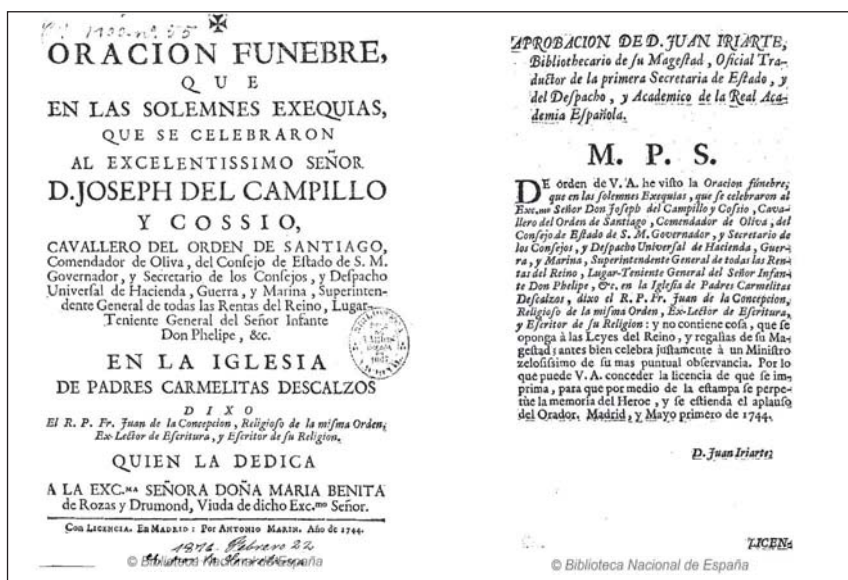 ORACION FUNEBRE,
QUE
EN LAS SOLEMNES EXEQUIAS,
QUE SE CELEBRARON
AL EXCELENTISSIMO SEÑOR
D. JOSEPH DEL CAMPILLO
Y COSSIO,
CAVALLERO DEL ORDEN DE SANTIAGO,
Comendador de Oliva, del Conſejo de Eſtado de S. M.
Governador, y Secretario de los Conſejos, y Deſpacho
Univerſal de Hacienda, Guerra, y Marina, Superinten-
dente General de todas las Rentas del Reino, Lugar-
Teniente General del Señor Infante
Don Phelipe, &c.
EN LA IGLESIA
DE PADRES CARMELITAS DESCALZOS
DIXO
El R. P. Fr. Juan de la Concepcion, Religioſo de la miſma Orden,
Ex-Lector de Eſcritura, y Eſcritor de ſu Religion.
QUIEN LA DEDICA
A LA EXC.MA SEÑORA DOÑA MARIA BENITA
de Rozas y Drumond, Viuda de dicho Exc.mo Señor.
Con LICENCIA. EN MADRID: Por ANTONIO MARIN. Año de 1744.
Febrero 22
© Biblioteca Nacional de España
APROBACION DE D. JUAN IRIARTE,
Bibliothecario de ſu Mageſtad, Oficial Tra-
ductor de la primera Secretaria de Eſtado, y
del Deſpacho, y Academico de la Real Aca-
demia Eſpañola.
M. P. S.
DE orden de V. A. he viſto la Oracion fúnebre,
que en las ſolemnes Exequias, que ſe celebraron al
Exc.mo Señor Don Joſeph del Campillo y Coſſio, Cava-
llero del Orden de Santiago, Comendador de Oliva, del
Conſejo de Eſtado de S. M. Governador, y Secretario de
los Conſejos, y Deſpacho Univerſal de Hacienda, Guer-
ra, y Marina, Superintendente General de todas las Ren-
tas del Reino, Lugar-Teniente General del Señor Infan-
te Don Phelipe, &c. en la Igleſia de Padres Carmelitas
Deſcalzos, dixo el R. P. Fr. Juan de la Concepcion,
Religioſo de la miſma Orden, Ex-Lector de Eſcritura,
y Eſcritor de ſu Religion: y no contiene coſa, que ſe
oponga à las Leyes del Reino, y regalias de ſu Ma-
geſtad; antes bien celebra juſtamente à un Miniſtro
zeloſiſſimo de ſu mas puntual obſervancia. Por lo
que puede V. A. conceder la licencia de que ſe im-
prima, para que por medio de la eſtampa ſe perpe-
túe la memoria del Heroe, y ſe eſtienda el aplauſo
del Orador. Madrid, y Mayo primero de 1744.
D. Juan Iriarte
LICEN-
© Biblioteca Nacional de España